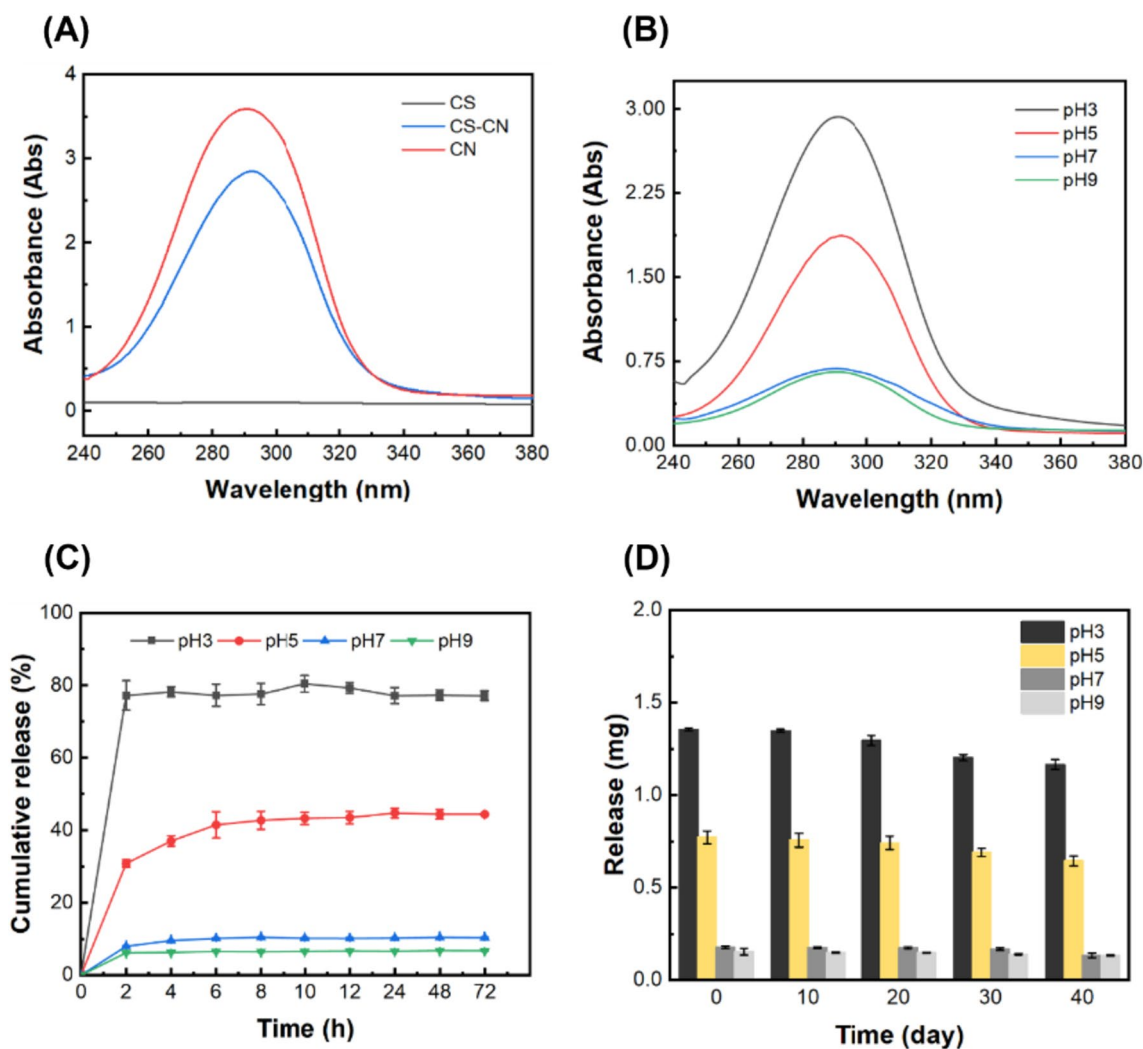 (A)
Absorbance (Abs)
4
3
2
1
0
CS
CS-CN
CN
240 260 280 300 320 340 360 380
Wavelength (nm)
(B)
Absorbance (Abs)
3.00
2.25
1.50
0.75
0.00
pH3
pH5
pH7
pH9
240 260 280 300 320 340 360 380
Wavelength (nm)
(C)
Cumulative release (%)
100
80
60
40
20
0
pH3 pH5 pH7 pH9
0 2 4 6 8 10 12 24 48 72
Time (h)
(D)
Release (mg)
2.0
1.5
1.0
0.5
0.0
pH3
pH5
pH7
pH9
0 10 20 30 40
Time (day)